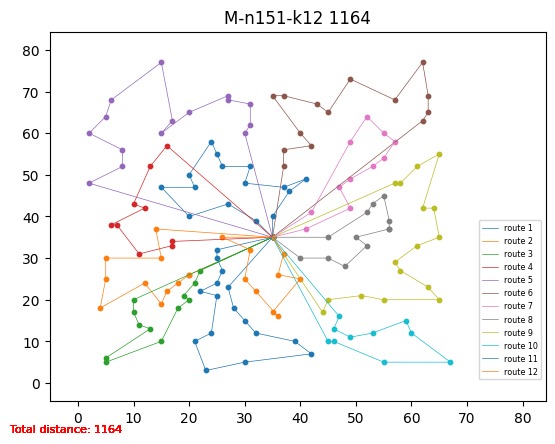 M-n151-k12 1164
80
70
60
50
40
30
20
10
0
0 10 20 30 40 50 60 70 80
route 1
route 2
route 3
route 4
route 5
route 6
route 7
route 8
route 9
route 10
route 11
route 12
Total distance: 1164